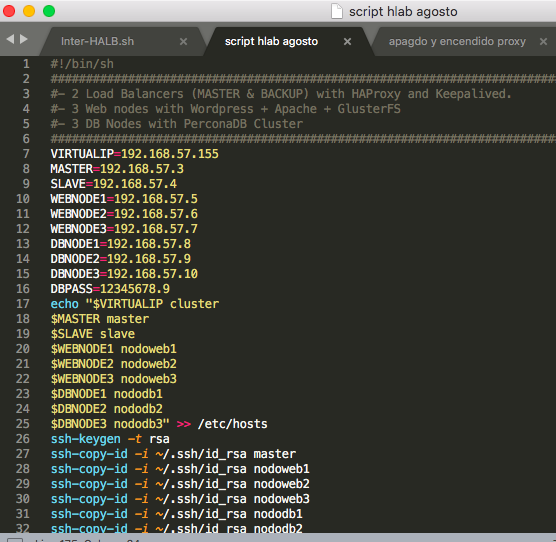 script hlab agosto
Inter-HALB.sh × script hlab agosto × apagdo y encendido proxy ×
1 #!/bin/sh
2 ####################################################################
3 #- 2 Load Balancers (MASTER & BACKUP) with HAProxy and Keepalived.
4 #- 3 Web nodes with Wordpress + Apache + GlusterFS
5 #- 3 DB Nodes with PerconaDB Cluster
6 ####################################################################
7 VIRTUALIP=192.168.57.155
8 MASTER=192.168.57.3
9 SLAVE=192.168.57.4
10 WEBNODE1=192.168.57.5
11 WEBNODE2=192.168.57.6
12 WEBNODE3=192.168.57.7
13 DBNODE1=192.168.57.8
14 DBNODE2=192.168.57.9
15 DBNODE3=192.168.57.10
16 DBPASS=12345678.9
17 echo "$VIRTUALIP cluster
18 $MASTER master
19 $SLAVE slave
20 $WEBNODE1 nodoweb1
21 $WEBNODE2 nodoweb2
22 $WEBNODE3 nodoweb3
23 $DBNODE1 nododb1
24 $DBNODE2 nododb2
25 $DBNODE3 nododb3" >> /etc/hosts
26 ssh-keygen -t rsa
27 ssh-copy-id -i ~/.ssh/id_rsa master
28 ssh-copy-id -i ~/.ssh/id_rsa nodoweb1
29 ssh-copy-id -i ~/.ssh/id_rsa nodoweb2
30 ssh-copy-id -i ~/.ssh/id_rsa nodoweb3
31 ssh-copy-id -i ~/.ssh/id_rsa nododb1
32 ssh-copy-id -i ~/.ssh/id_rsa nododb2